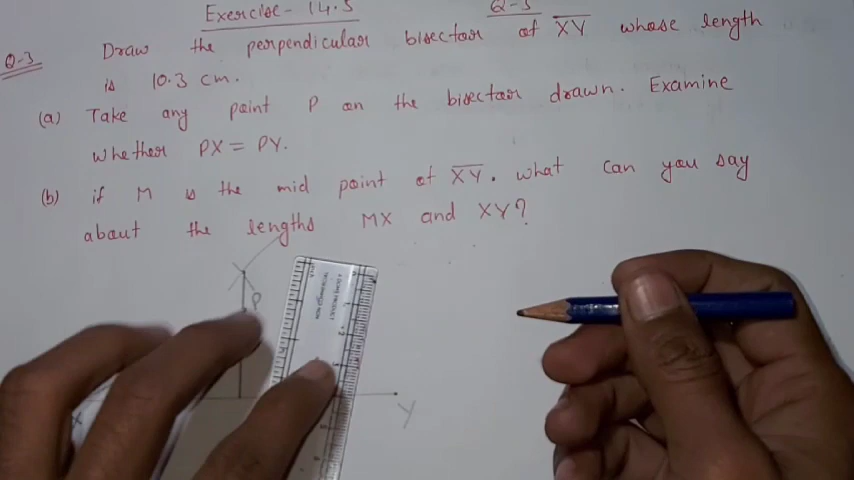 Exercise - 14.5 Q-3
Q-3 Draw the perpendicular bisector of XY whose length
is 10.3 cm.
(a) Take any point P on the bisector drawn. Examine
whether PX = PY.
(b) if M is the mid point of XY. what can you say
about the lengths MX and XY?
P
X
Y